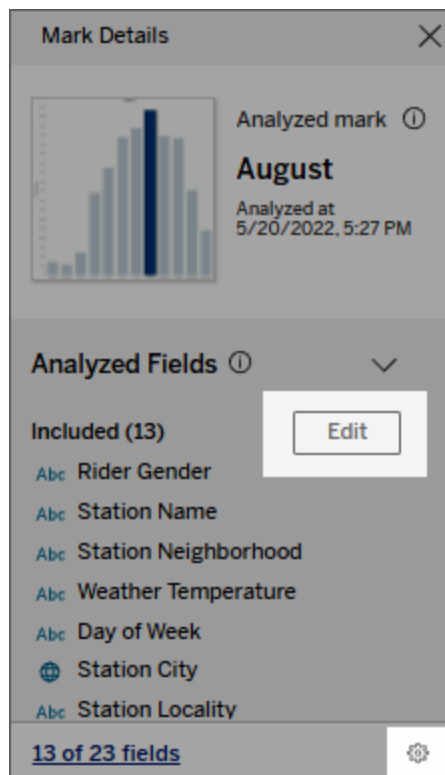 Mark Details
Analyzed mark
August
Analyzed at
5/20/2022, 5:27 PM
Analyzed Fields
Included (13)
Edit
Abc Rider Gender
Abc Station Name
Abc Station Neighborhood
Abc Weather Temperature
Abc Day of Week
Station City
Abc Station Locality
13 of 23 fields